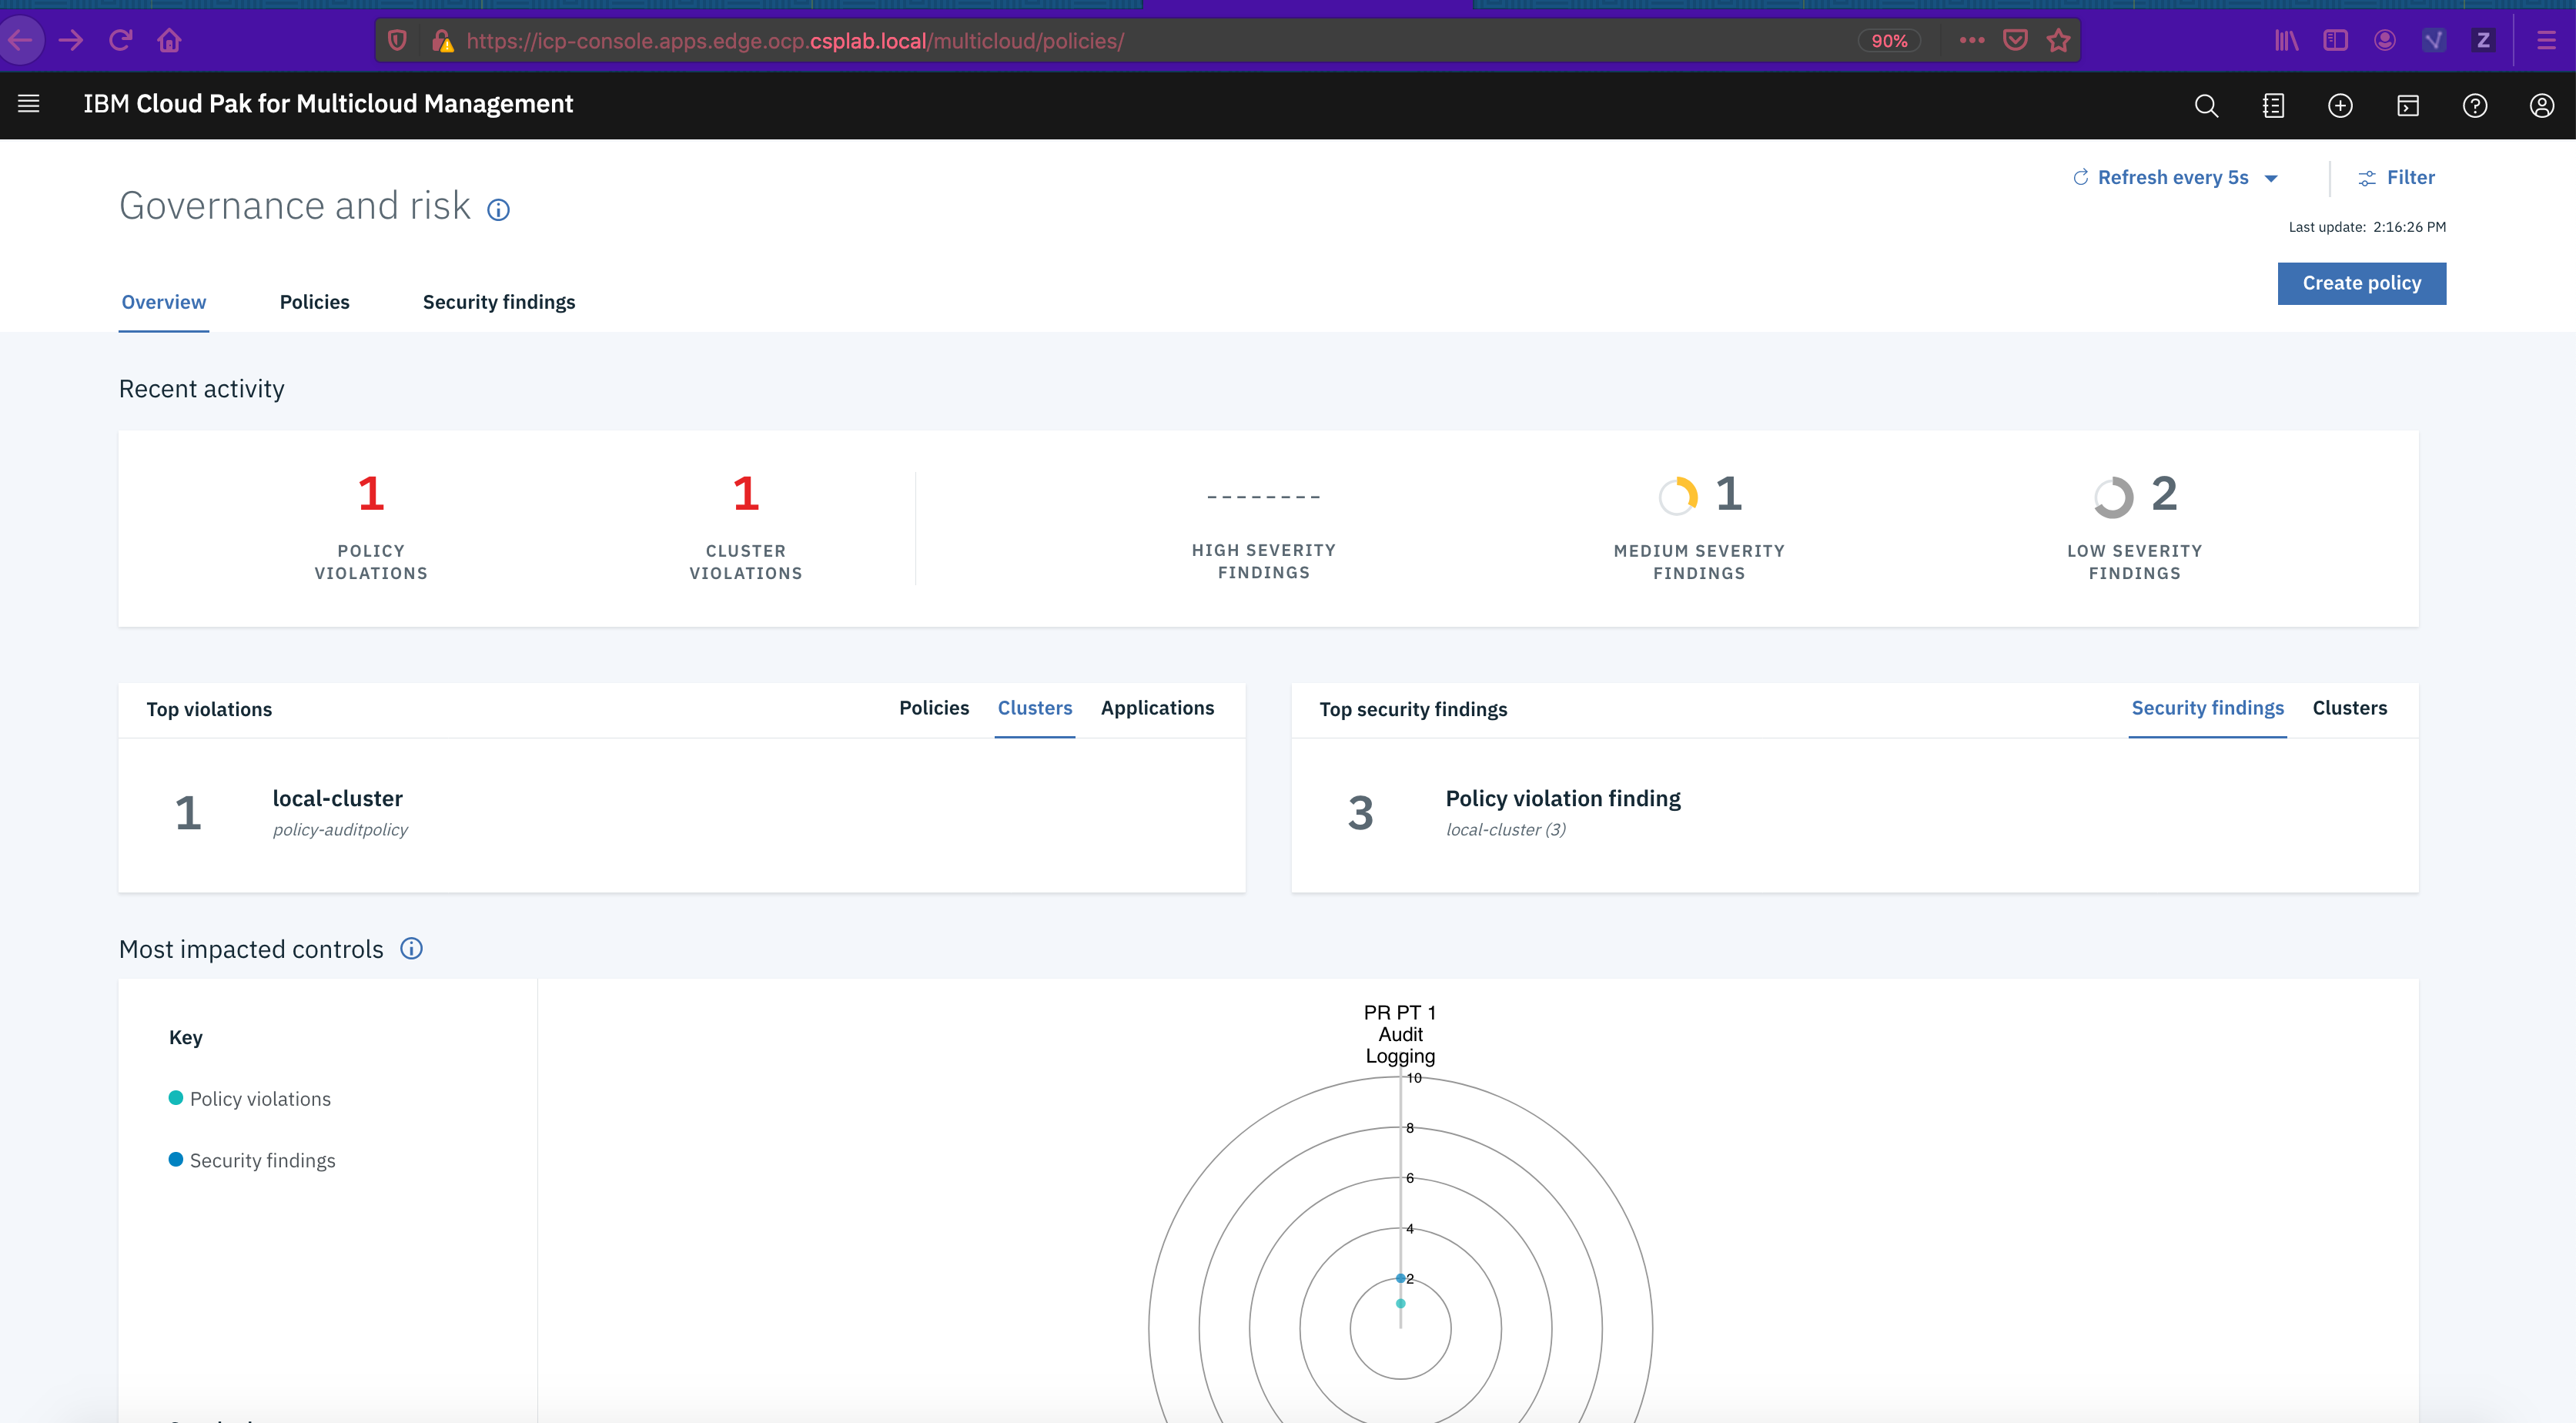 https://icp-console.apps.edge.ocp.csplab.local/multicloud/policies/
90%
Z
IBM Cloud Pak for Multicloud Management
Governance and risk
Refresh every 5s
Filter
Last update: 2:16:26 PM
Create policy
Overview
Policies
Security findings
Recent activity
1
POLICY
VIOLATIONS
1
CLUSTER
VIOLATIONS
--------
HIGH SEVERITY
FINDINGS
1
MEDIUM SEVERITY
FINDINGS
2
LOW SEVERITY
FINDINGS
Top violations
Policies
Clusters
Applications
1
local-cluster
policy-auditpolicy
Top security findings
Security findings
Clusters
3
Policy violation finding
local-cluster (3)
Most impacted controls
Key
Policy violations
Security findings
PR PT 1
Audit
Logging
10
8
6
4
2